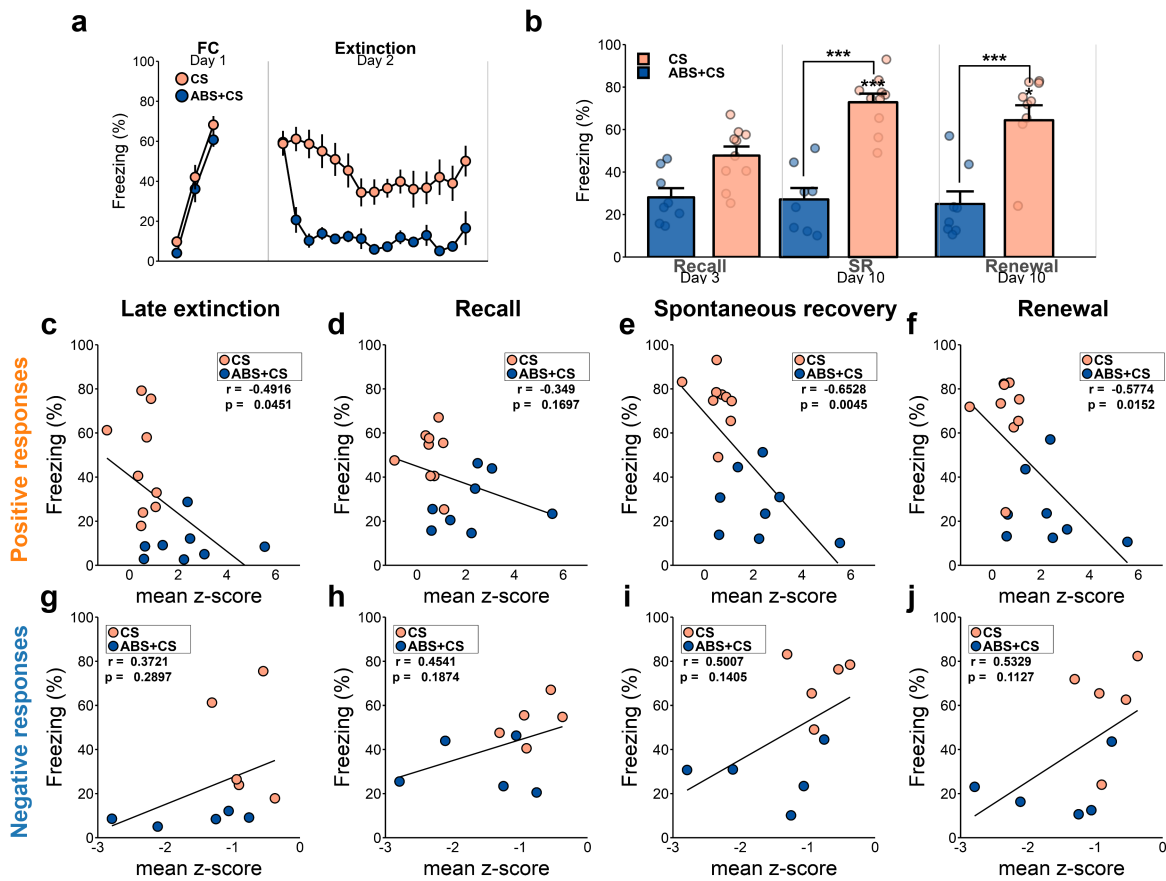 a
FC
Day 1
Extinction
Day 2
CS
ABS+CS
Freezing (%)
100
80
60
40
20
0
b
CS
ABS+CS
***
***
***
*
Freezing (%)
100
80
60
40
20
0
Recall
Day 3
SR
Day 10
Renewal
Day 10
Late extinction
Recall
Spontaneous recovery
Renewal
Positive responses
c
CS
ABS+CS
r = -0.4916
p = 0.0451
Freezing (%)
100
80
60
40
20
0
0 2 4 6
mean z-score
d
CS
ABS+CS
r = -0.349
p = 0.1697
Freezing (%)
100
80
60
40
20
0
0 2 4 6
mean z-score
e
CS
ABS+CS
r = -0.6528
p = 0.0045
Freezing (%)
100
80
60
40
20
0
0 2 4 6
mean z-score
f
CS
ABS+CS
r = -0.5774
p = 0.0152
Freezing (%)
100
80
60
40
20
0
0 2 4 6
mean z-score
Negative responses
g
CS
ABS+CS
r = 0.3721
p = 0.2897
Freezing (%)
100
80
60
40
20
0
-3 -2 -1 0
mean z-score
h
CS
ABS+CS
r = 0.4541
p = 0.1874
Freezing (%)
100
80
60
40
20
0
-3 -2 -1 0
mean z-score
i
CS
ABS+CS
r = 0.5007
p = 0.1405
Freezing (%)
100
80
60
40
20
0
-3 -2 -1 0
mean z-score
j
CS
ABS+CS
r = 0.5329
p = 0.1127
Freezing (%)
100
80
60
40
20
0
-3 -2 -1 0
mean z-score